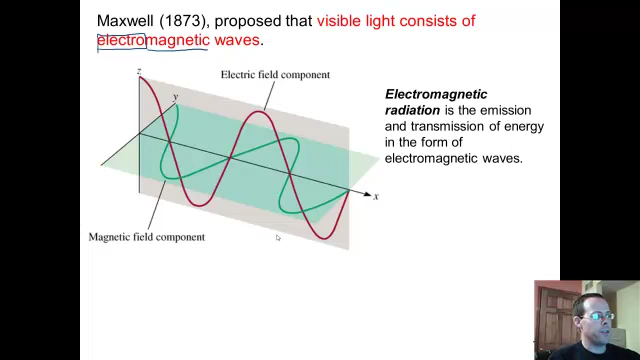 Maxwell (1873), proposed that visible light consists of
electromagnetic waves.
z
Electric field component
y
Electromagnetic
radiation is the emission
and transmission of energy
in the form of
electromagnetic waves.
x
Magnetic field component